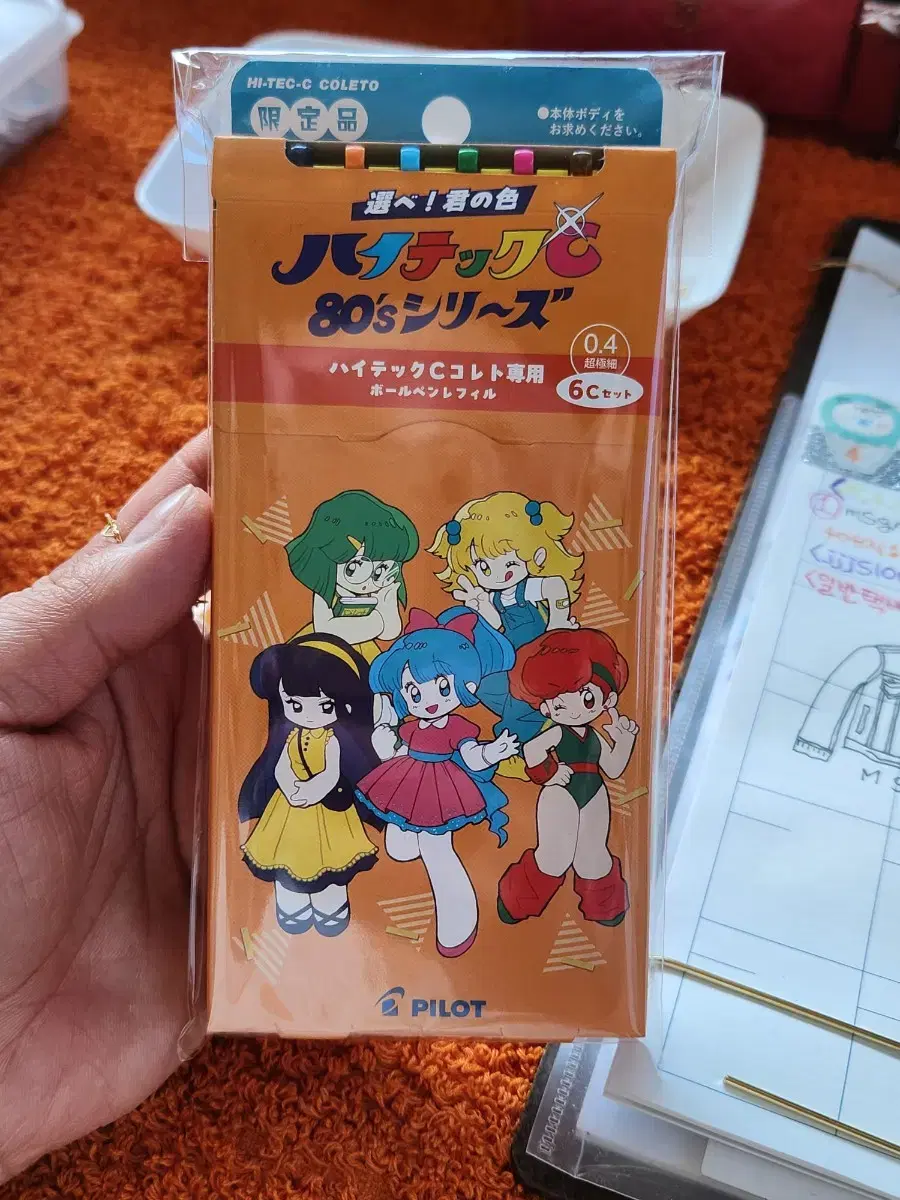 HI-TEC-C COLETO
限定品
●本体ボディを
お求めください。
選べ！君の色
ハイテックC
80'sシリーズ
0.4
超極細
ハイテックCコレト専用
ボールペンレフィル
6Cセット
PILOT
4
M S